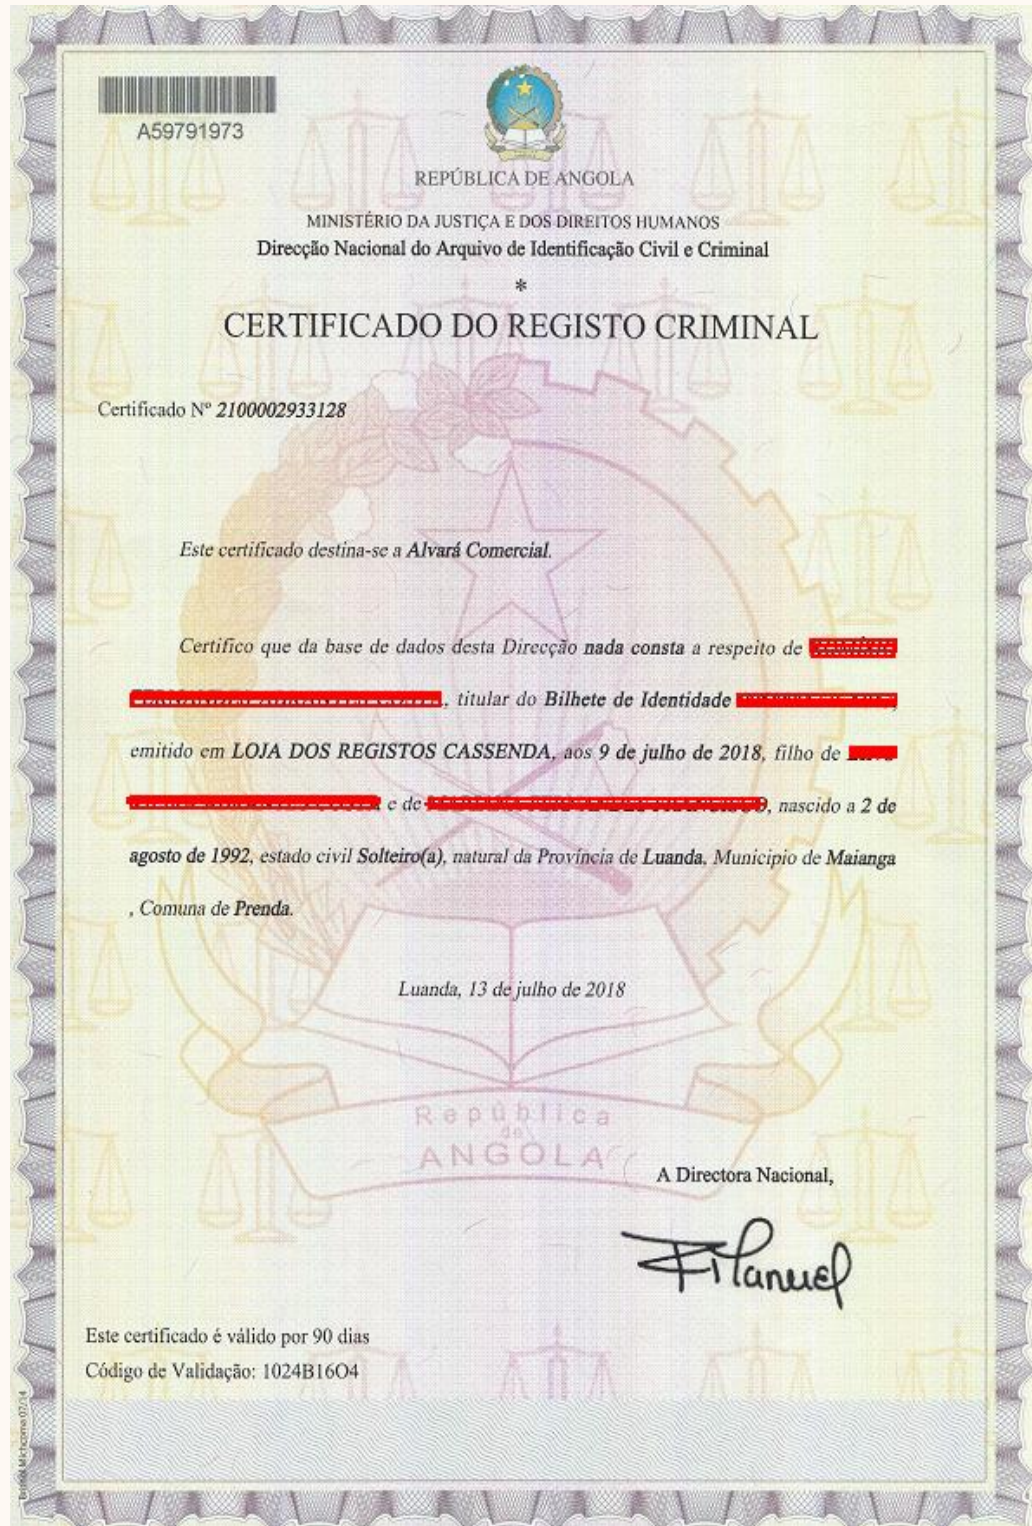 A59791973
REPÚBLICA DE ANGOLA
MINISTÉRIO DA JUSTIÇA E DOS DIREITOS HUMANOS
Direcção Nacional do Arquivo de Identificação Civil e Criminal
*
CERTIFICADO DO REGISTO CRIMINAL
Certificado Nº 2100002933128
Este certificado destina-se a Alvará Comercial.
Certifico que da base de dados desta Direcção nada consta a respeito de
, titular do Bilhete de Identidade
emitido em LOJA DOS REGISTOS CASSENDA, aos 9 de julho de 2018, filho de
e de , nascido a 2 de
agosto de 1992, estado civil Solteiro(a), natural da Província de Luanda, Município de Maianga
, Comuna de Prenda.
Luanda, 13 de julho de 2018
República
de
ANGOLA
A Directora Nacional,
Este certificado é válido por 90 dias
Código de Validação: 1024B16O4